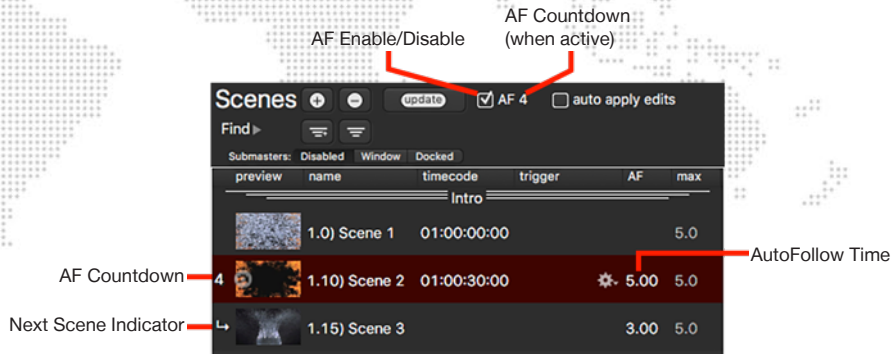 AF Enable/Disable
AF Countdown
(when active)
Scenes update AF 4 auto apply edits
Find
Submasters: Disabled Window Docked
preview name timecode trigger AF max
Intro
1.0) Scene 1 01:00:00:00 5.0
AutoFollow Time
AF Countdown 4 1.10) Scene 2 01:00:30:00 5.00 5.0
Next Scene Indicator 1.15) Scene 3 3.00 5.0